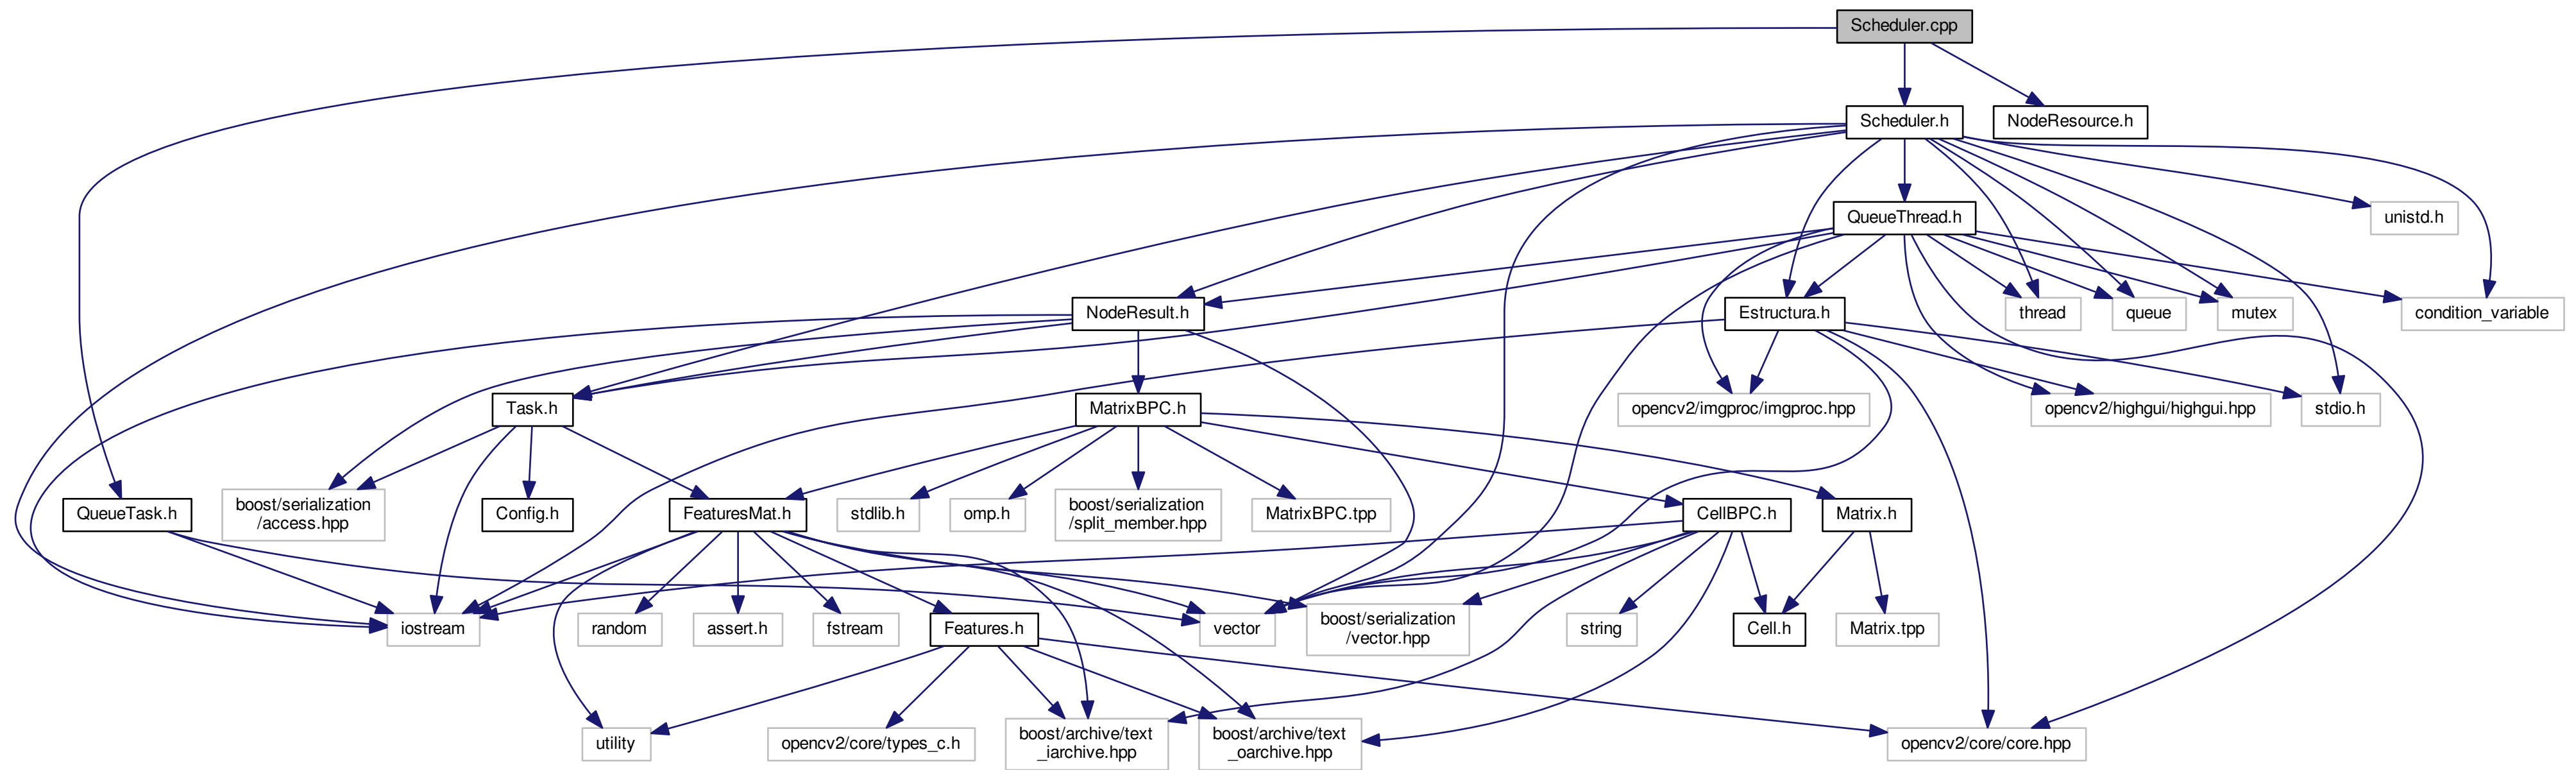 Scheduler.cpp
Scheduler.h
NodeResource.h
QueueThread.h
unistd.h
NodeResult.h
Estructura.h
thread
queue
mutex
condition_variable
Task.h
MatrixBPC.h
opencv2/imgproc/imgproc.hpp
opencv2/highgui/highgui.hpp
stdio.h
QueueTask.h
boost/serialization
/access.hpp
Config.h
FeaturesMat.h
stdlib.h
omp.h
boost/serialization
/split_member.hpp
MatrixBPC.tpp
CellBPC.h
Matrix.h
iostream
random
assert.h
fstream
Features.h
vector
boost/serialization
/vector.hpp
string
Cell.h
Matrix.tpp
utility
opencv2/core/types_c.h
boost/archive/text
_iarchive.hpp
boost/archive/text
_oarchive.hpp
opencv2/core/core.hpp